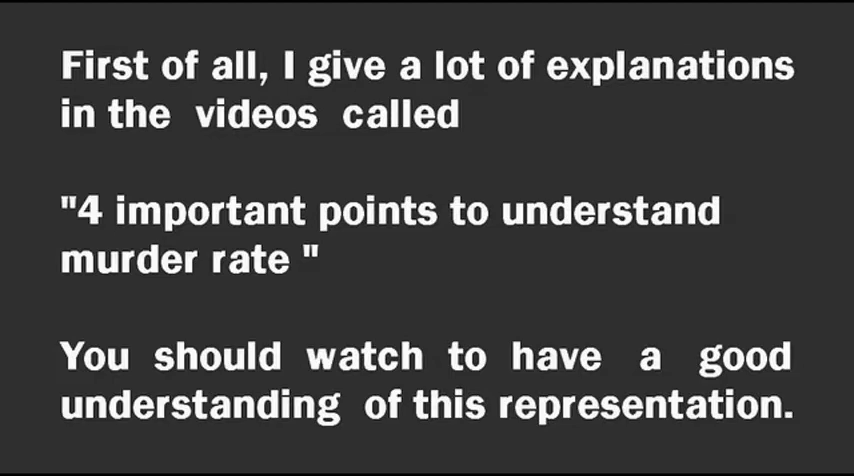 First of all, I give a lot of explanations
in the videos called
"4 important points to understand
murder rate "
You should watch to have a good
understanding of this representation.